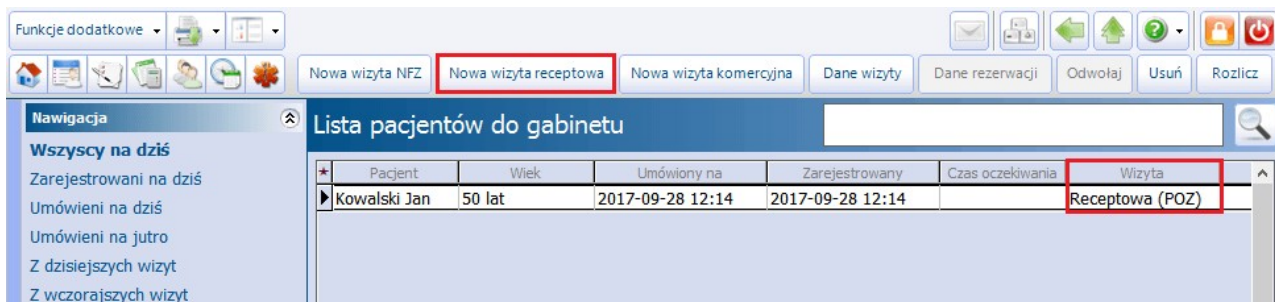 Funkcje dodatkowe
Nowa wizyta NFZ Nowa wizyta receptowa Nowa wizyta komercyjna Dane wizyty Dane rezerwacji Odwołaj Usuń Rozlicz
Nawigacja
Lista pacjentów do gabinetu
Wszyscy na dziś
Zarejestrowani na dziś
Umówieni na dziś
Umówieni na jutro
Z dzisiejszych wizyt
Z wczorajszych wizyt
Pacjent Wiek Umówiony na Zarejestrowany Czas oczekiwania Wizyta
Kowalski Jan 50 lat 2017-09-28 12:14 2017-09-28 12:14 Receptowa (POZ)